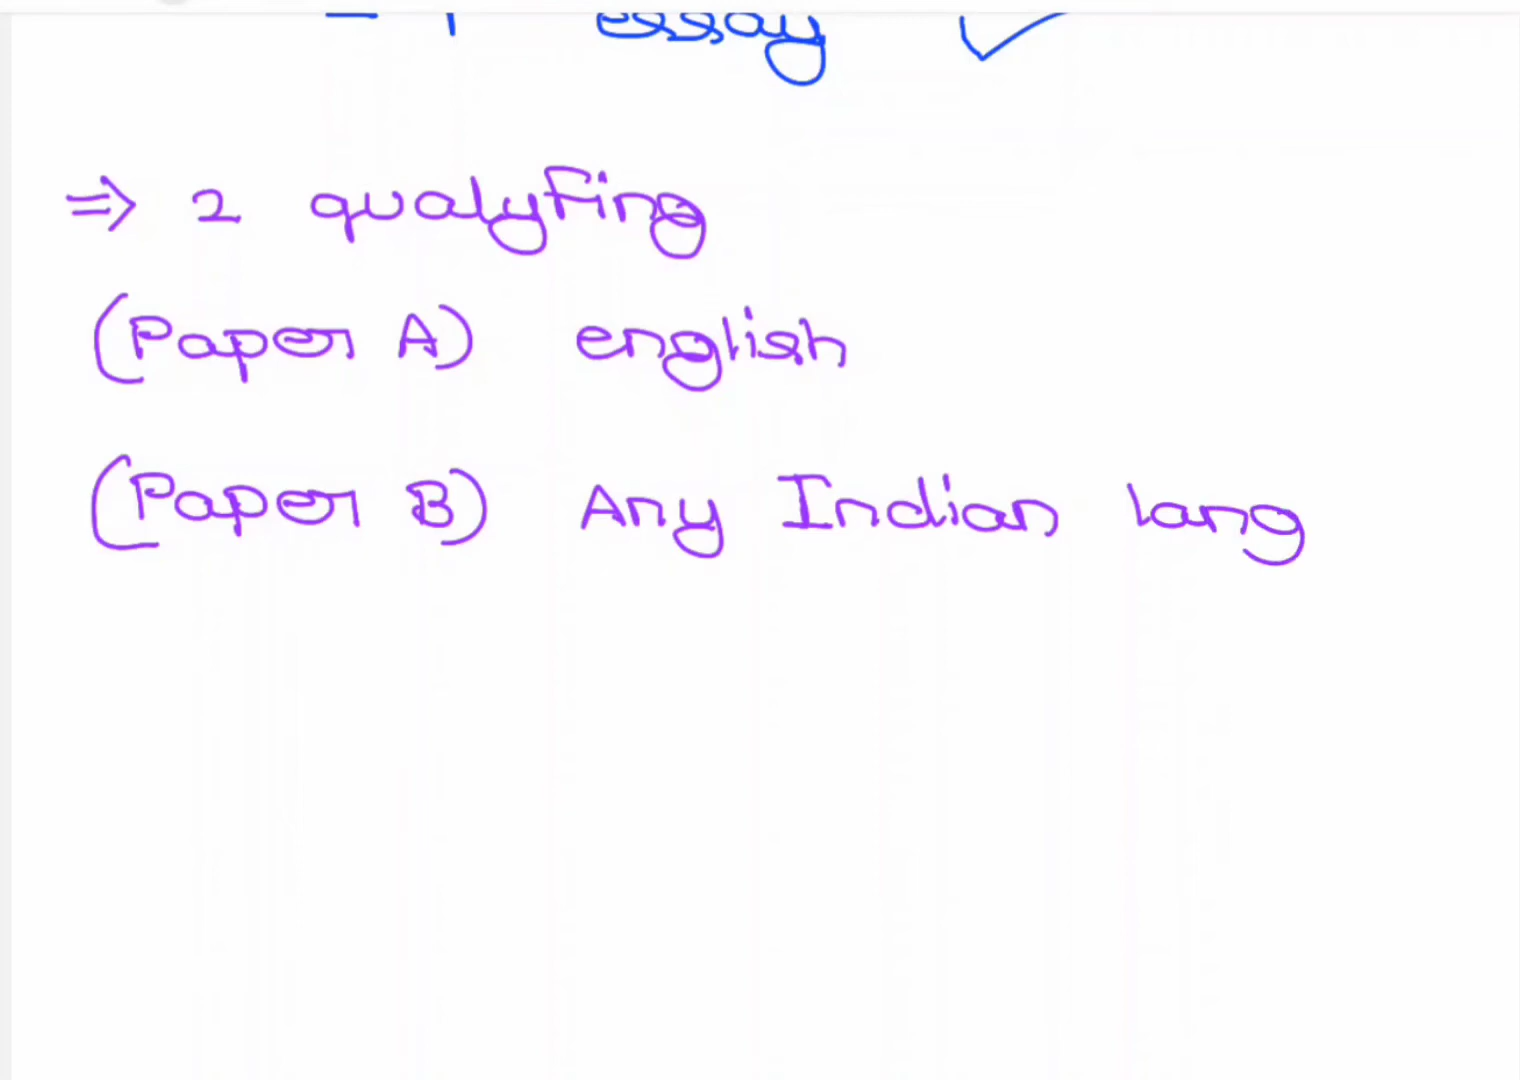 essay
⇒ 2 qualyfing
(Paper A) english
(Paper B) Any Indian lang